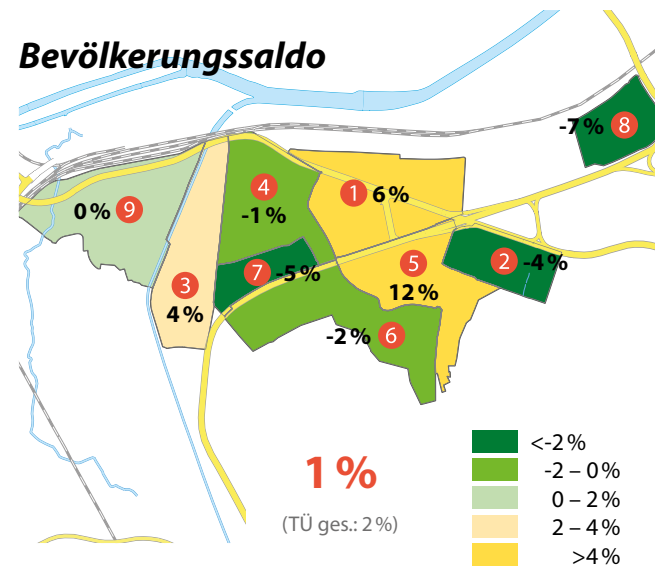 Bevölkerungssaldo
-7 % 8
4
-1 %
1 6 %
0 % 9
7 -5 %
5
12 %
2 -4 %
3
4 %
-2 % 6
1 %
(TÜ ges.: 2 %)
<-2 %
-2 – 0 %
0 – 2 %
2 – 4 %
>4 %